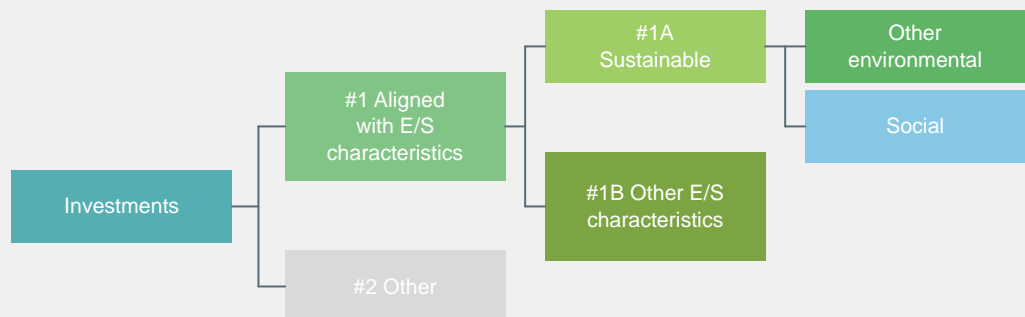 Investments
#1 Aligned
with E/S
characteristics
#2 Other
#1A
Sustainable
#1B Other E/S
characteristics
Other
environmental
Social